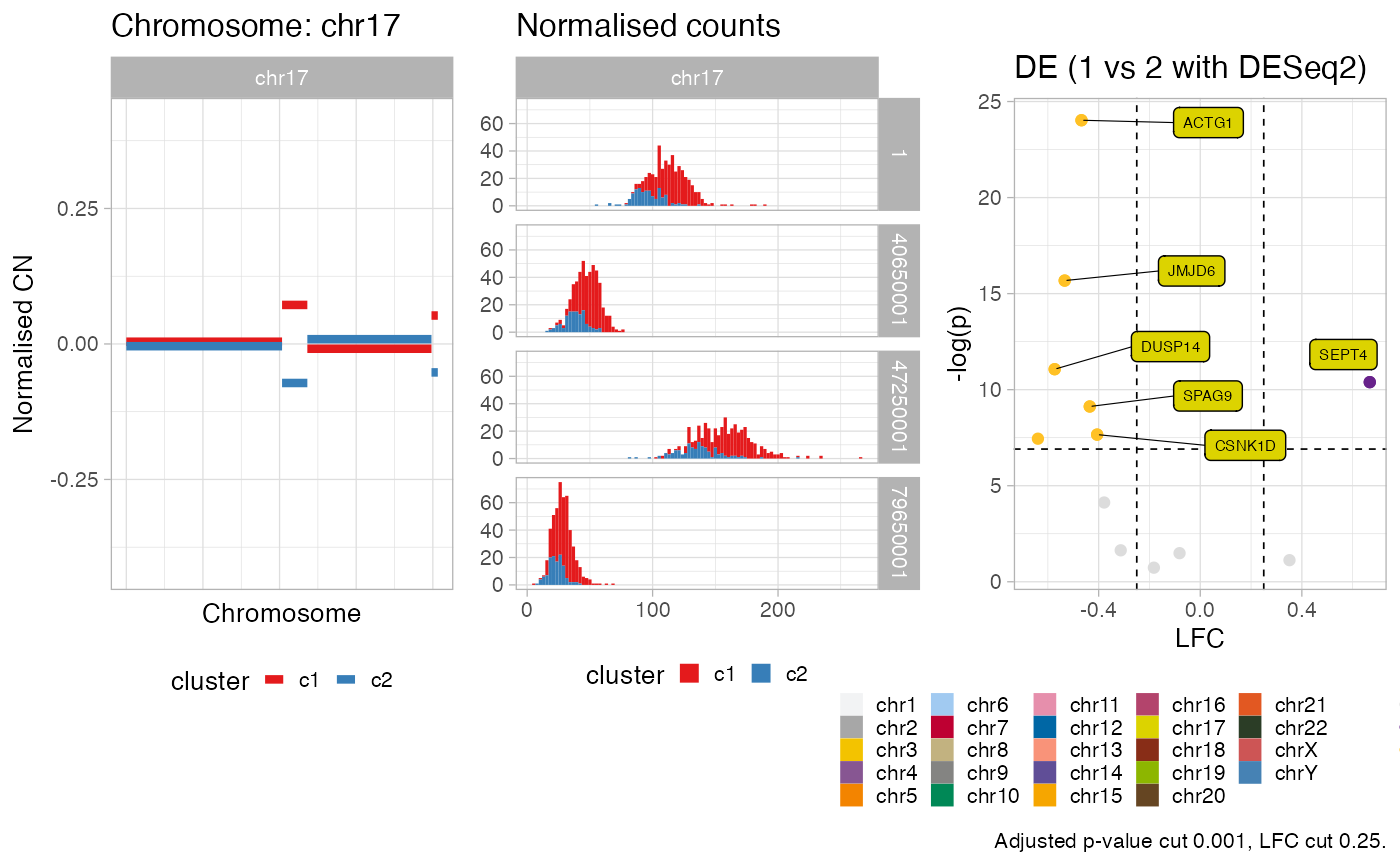 Chromosome: chr17
chr17
0.25
0.00
-0.25
Normalised CN
Chromosome
cluster c1 c2
Normalised counts
chr17
60
40
20
0
1
60
40
20
0
40650001
60
40
20
0
47250001
60
40
20
0
79650001
0 100 200
cluster c1 c2
DE (1 vs 2 with DESeq2)
25
20
15
10
5
0
-log(p)
ACTG1
JMJD6
DUSP14
SEPT4
SPAG9
CSNK1D
-0.4 0.0 0.4
LFC
chr1 chr6 chr11 chr16 chr21
chr2 chr7 chr12 chr17 chr22
chr3 chr8 chr13 chr18 chrX
chr4 chr9 chr14 chr19 chrY
chr5 chr10 chr15 chr20
Adjusted p-value cut 0.001, LFC cut 0.25.